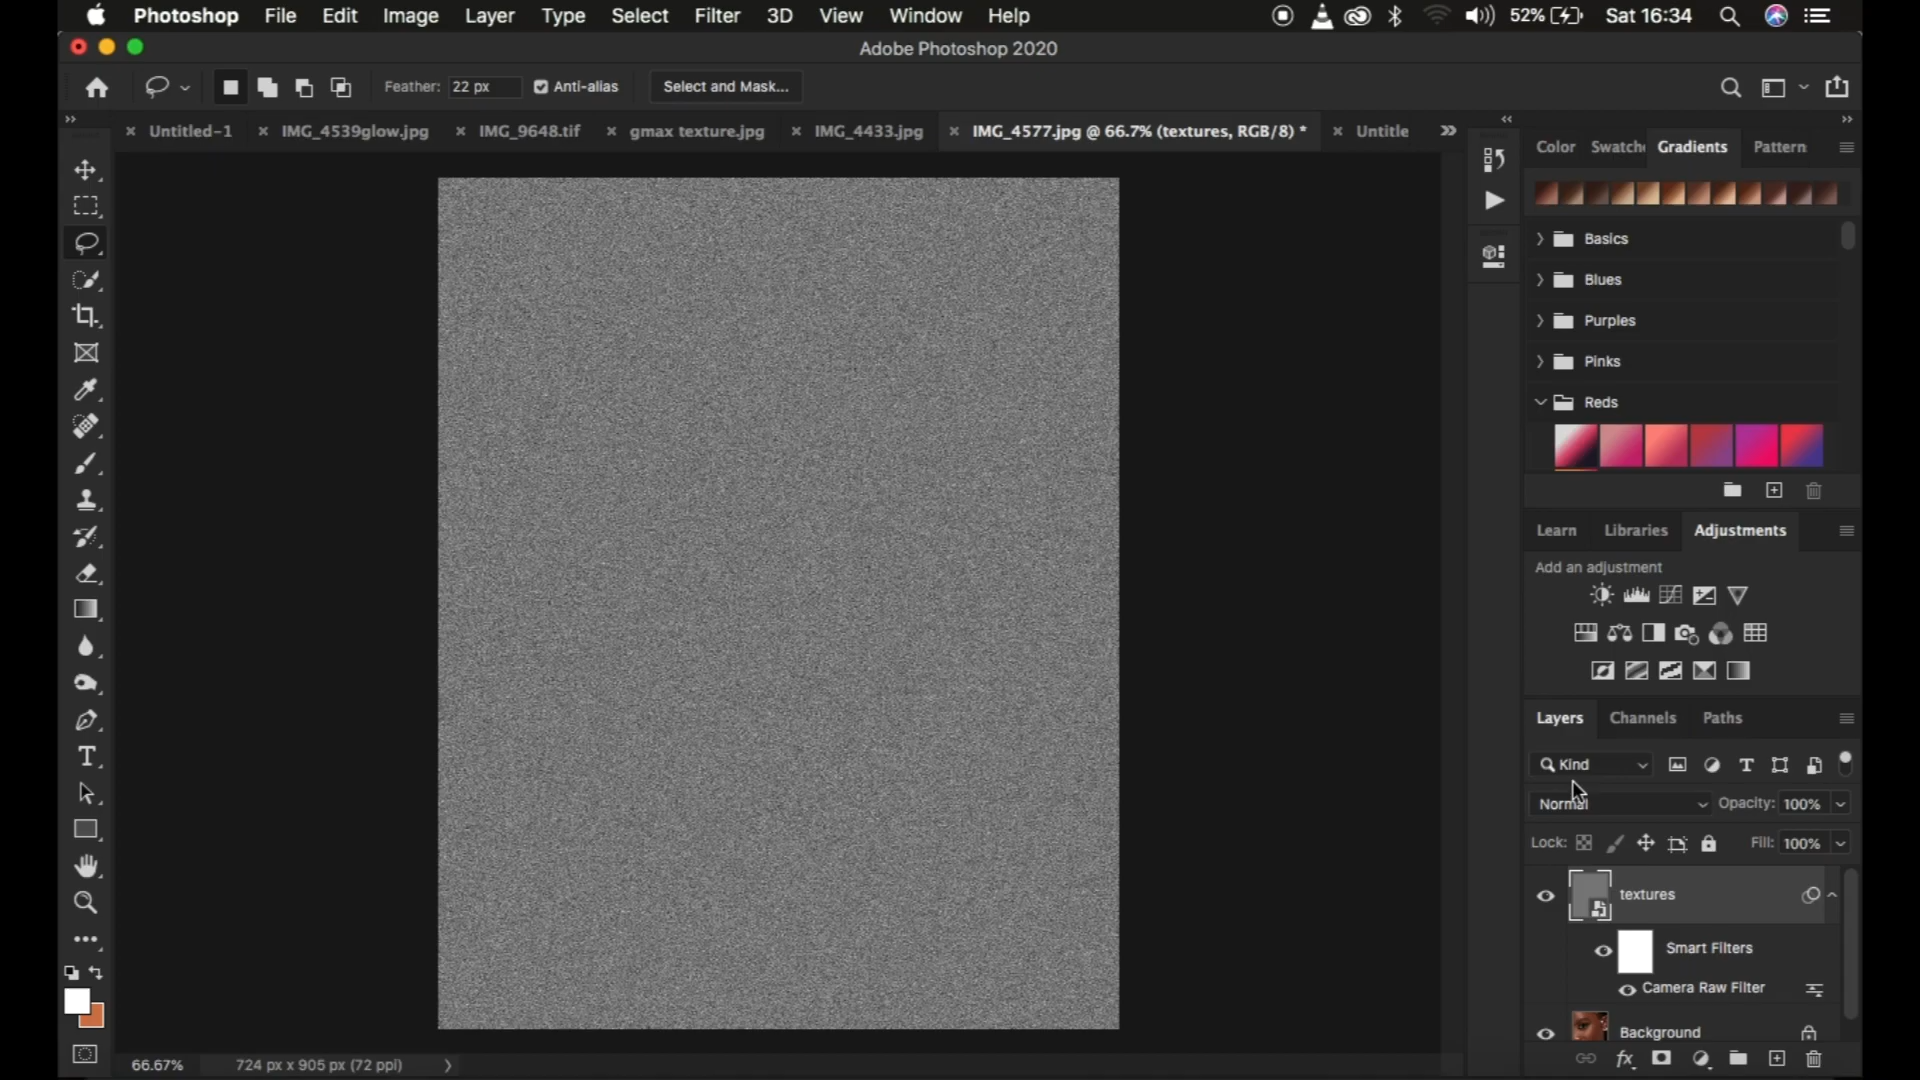 Photoshop File Edit Image Layer Type Select Filter 3D View Window Help 52% Sat 16:34
Adobe Photoshop 2020
Feather: 22 px Anti-alias Select and Mask...
Untitled-1 IMG_4539glow.jpg IMG_9648.tif gmax texture.jpg IMG_4433.jpg IMG_4577.jpg @ 66.7% (textures, RGB/8) * Untitle
Color Swatche Gradients Pattern
Basics
Blues
Purples
Pinks
Reds
Learn Libraries Adjustments
Add an adjustment
Layers Channels Paths
Kind
Normal Opacity: 100%
Lock: Fill: 100%
textures
Smart Filters
Camera Raw Filter
Background
66.67% 724 px x 905 px (72 ppi)